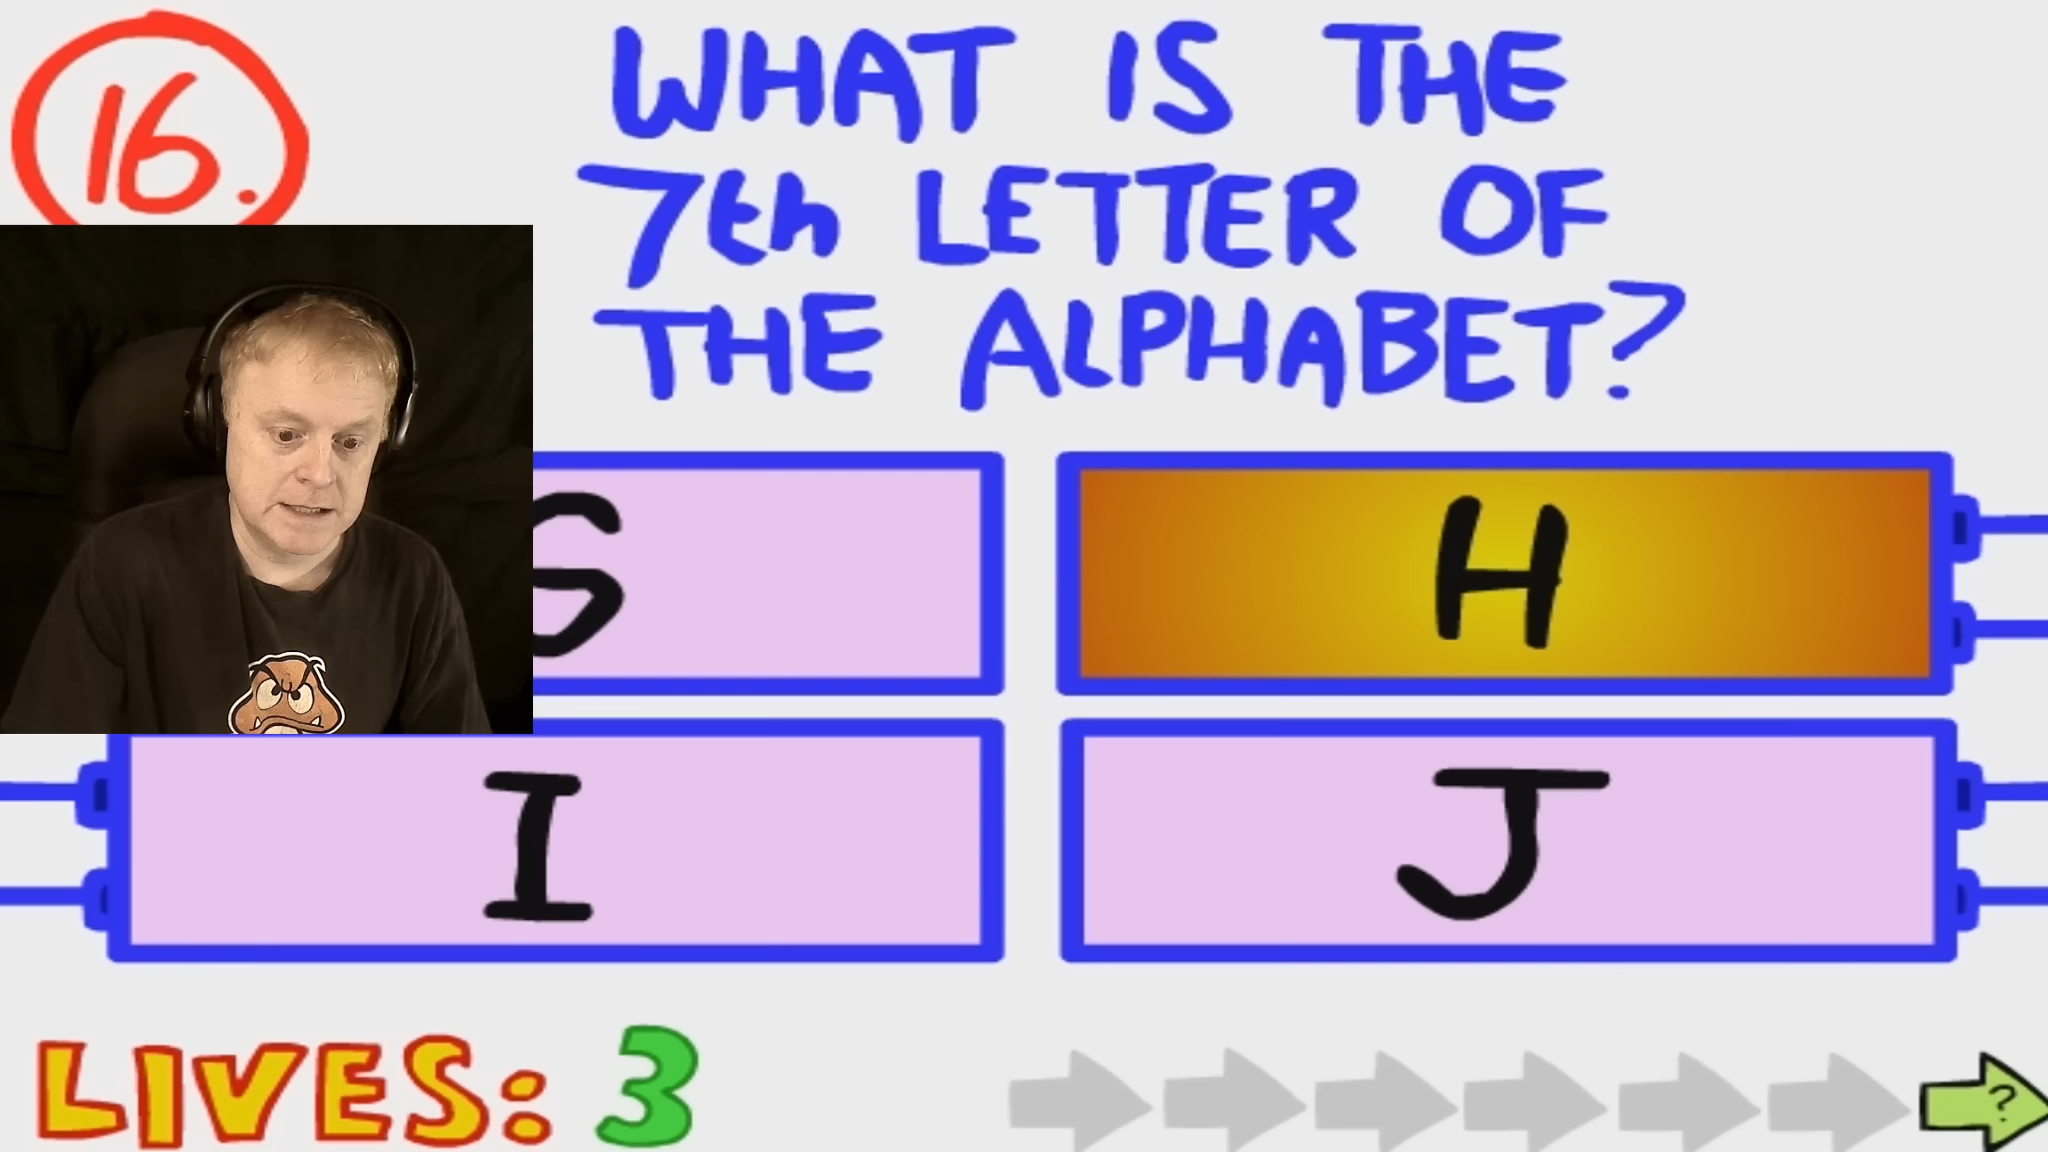 16.
WHAT IS THE
7th LETTER OF
THE ALPHABET?
G
H
I
J
LIVES: 3
?